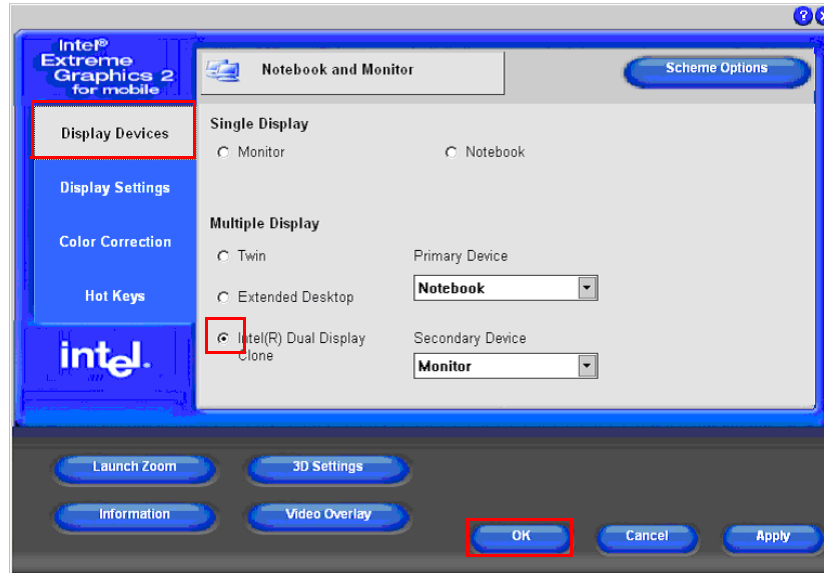 Intel®
Extreme
Graphics 2
for mobile
Notebook and Monitor
Scheme Options
Display Devices
Display Settings
Color Correction
Hot Keys
intel.
Single Display
Monitor
Notebook
Multiple Display
Twin
Primary Device
Extended Desktop
Notebook
Intel(R) Dual Display
Clone
Secondary Device
Monitor
Launch Zoom
3D Settings
Information
Video Overlay
OK
Cancel
Apply